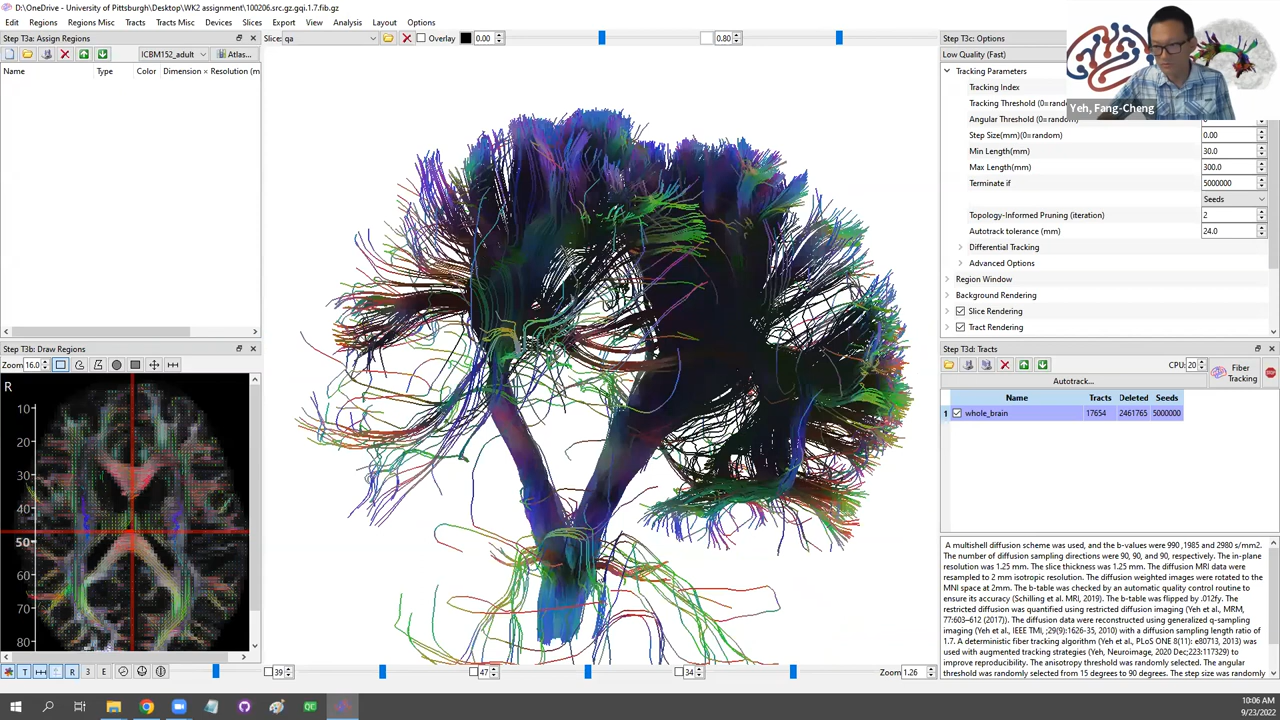 D:\OneDrive - University of Pittsburgh\Desktop\WK2 assignment\100206.src.gz.gqi.1.7.fib.gz
Edit Regions Regions Misc Tracts Tracts Misc Devices Slices Export View Analysis Layout Options
Step T3a: Assign Regions
ICBM152_adult Atlas...
Name Type Color Dimension × Resolution (m
Slice: qa Overlay 0.00 0.80
Step T3c: Options
Low Quality (Fast)
Yeh, Fang-Cheng
Tracking Parameters
Tracking Index
Tracking Threshold (0=rand
Angular Threshold (0=rand
Step Size(mm)(0=random) 0.00
Min Length(mm) 30.0
Max Length(mm) 300.0
Terminate if 5000000
Seeds
Topology-Informed Pruning (iteration) 2
Autotrack tolerance (mm) 24.0
Differential Tracking
Advanced Options
Region Window
Background Rendering
Slice Rendering
Tract Rendering
Step T3b: Draw Regions
Zoom 16.0
R
10
20
30
40
50
60
70
80
R 3 E
39 47 34 Zoom 1.26
Step T3d: Tracts
CPU: 20 Fiber Tracking
Autotrack...
Name Tracts Deleted Seeds
1 whole_brain 17654 2461765 5000000
A multishell diffusion scheme was used, and the b-values were 990 ,1985 and 2980 s/mm2.
The number of diffusion sampling directions were 90, 90, and 90, respectively. The in-plane
resolution was 1.25 mm. The slice thickness was 1.25 mm. The diffusion MRI data were
resampled to 2 mm isotropic resolution. The diffusion weighted images were rotated to the
MNI space at 2mm. The b-table was checked by an automatic quality control routine to
ensure its accuracy (Schilling et al. MRI, 2019). The b-table was flipped by .012fy. The
restricted diffusion was quantified using restricted diffusion imaging (Yeh et al., MRM,
77:603–612 (2017)). The diffusion data were reconstructed using generalized q-sampling
imaging (Yeh et al., IEEE TMI, ;29(9):1626-35, 2010) with a diffusion sampling length ratio of
1.7. A deterministic fiber tracking algorithm (Yeh et al., PLoS ONE 8(11): e80713, 2013) was
used with augmented tracking strategies (Yeh, Neuroimage, 2020 Dec;223:117329) to
improve reproducibility. The anisotropy threshold was randomly selected. The angular
threshold was randomly selected from 15 degrees to 90 degrees. The step size was randomly
10:06 AM
9/23/2022